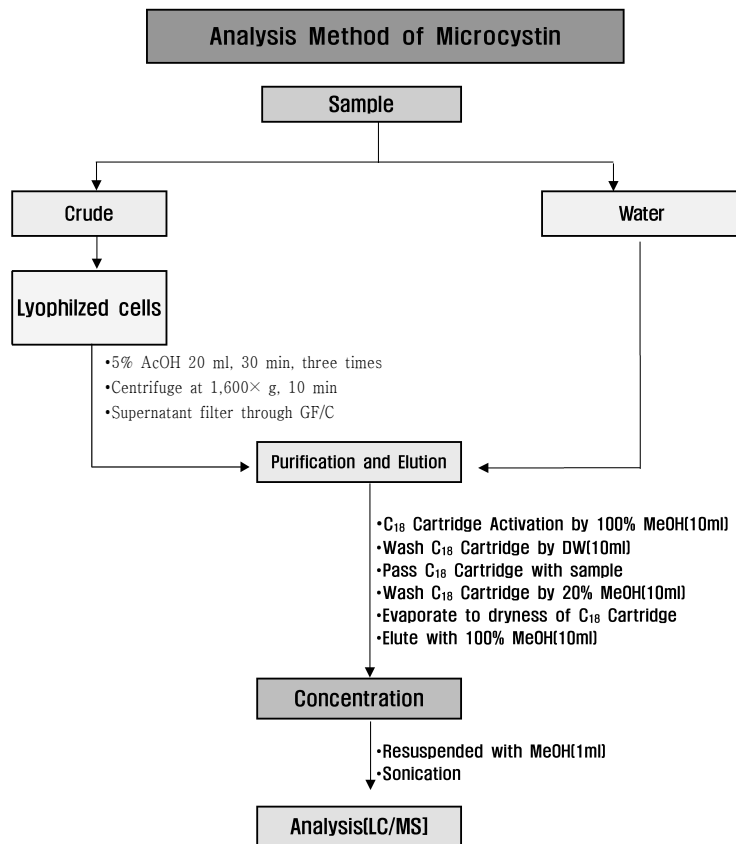 Analysis Method of Microcystin
Sample
Crude
Water
Lyophilzed cells
•5% AcOH 20 ml, 30 min, three times
•Centrifuge at 1,600× g, 10 min
•Supernatant filter through GF/C
Purification and Elution
•C₁₈ Cartridge Activation by 100% MeOH(10ml)
•Wash C₁₈ Cartridge by DW(10ml)
•Pass C₁₈ Cartridge with sample
•Wash C₁₈ Cartridge by 20% MeOH(10ml)
•Evaporate to dryness of C₁₈ Cartridge
•Elute with 100% MeOH(10ml)
Concentration
•Resuspended with MeOH(1ml)
•Sonication
Analysis(LC/MS)